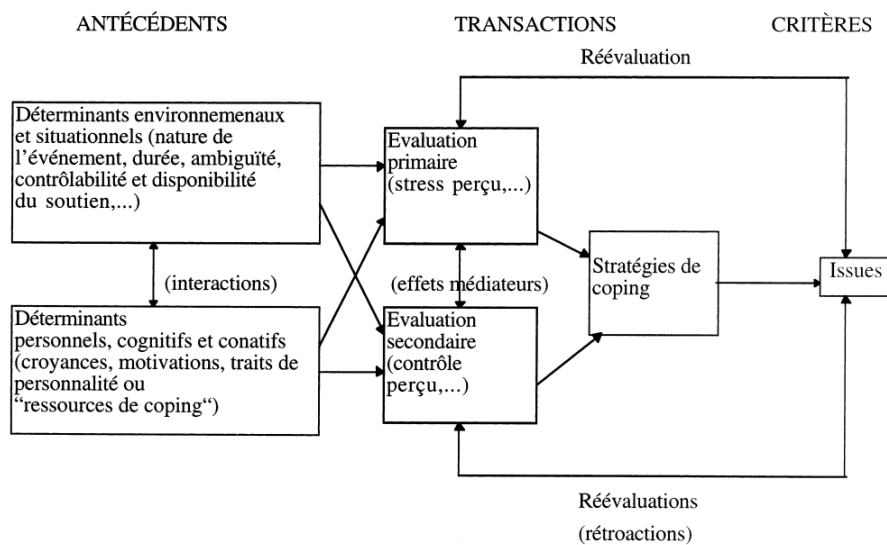 ANTÉCÉDENTS
TRANSACTIONS
CRITÈRES
Réévaluation
Déterminants environnemenaux
et situationnels (nature de
l’événement, durée, ambiguïté,
contrôlabilité et disponibilité
du soutien,...)
Evaluation
primaire
(stress perçu,...)
(interactions)
(effets médiateurs)
Stratégies de
coping
Issues
Déterminants
personnels, cognitifs et conatifs
(croyances, motivations, traits de
personnalité ou
“ressources de coping“)
Evaluation
secondaire
(contrôle
perçu,...)
Réévaluations
(rétroactions)